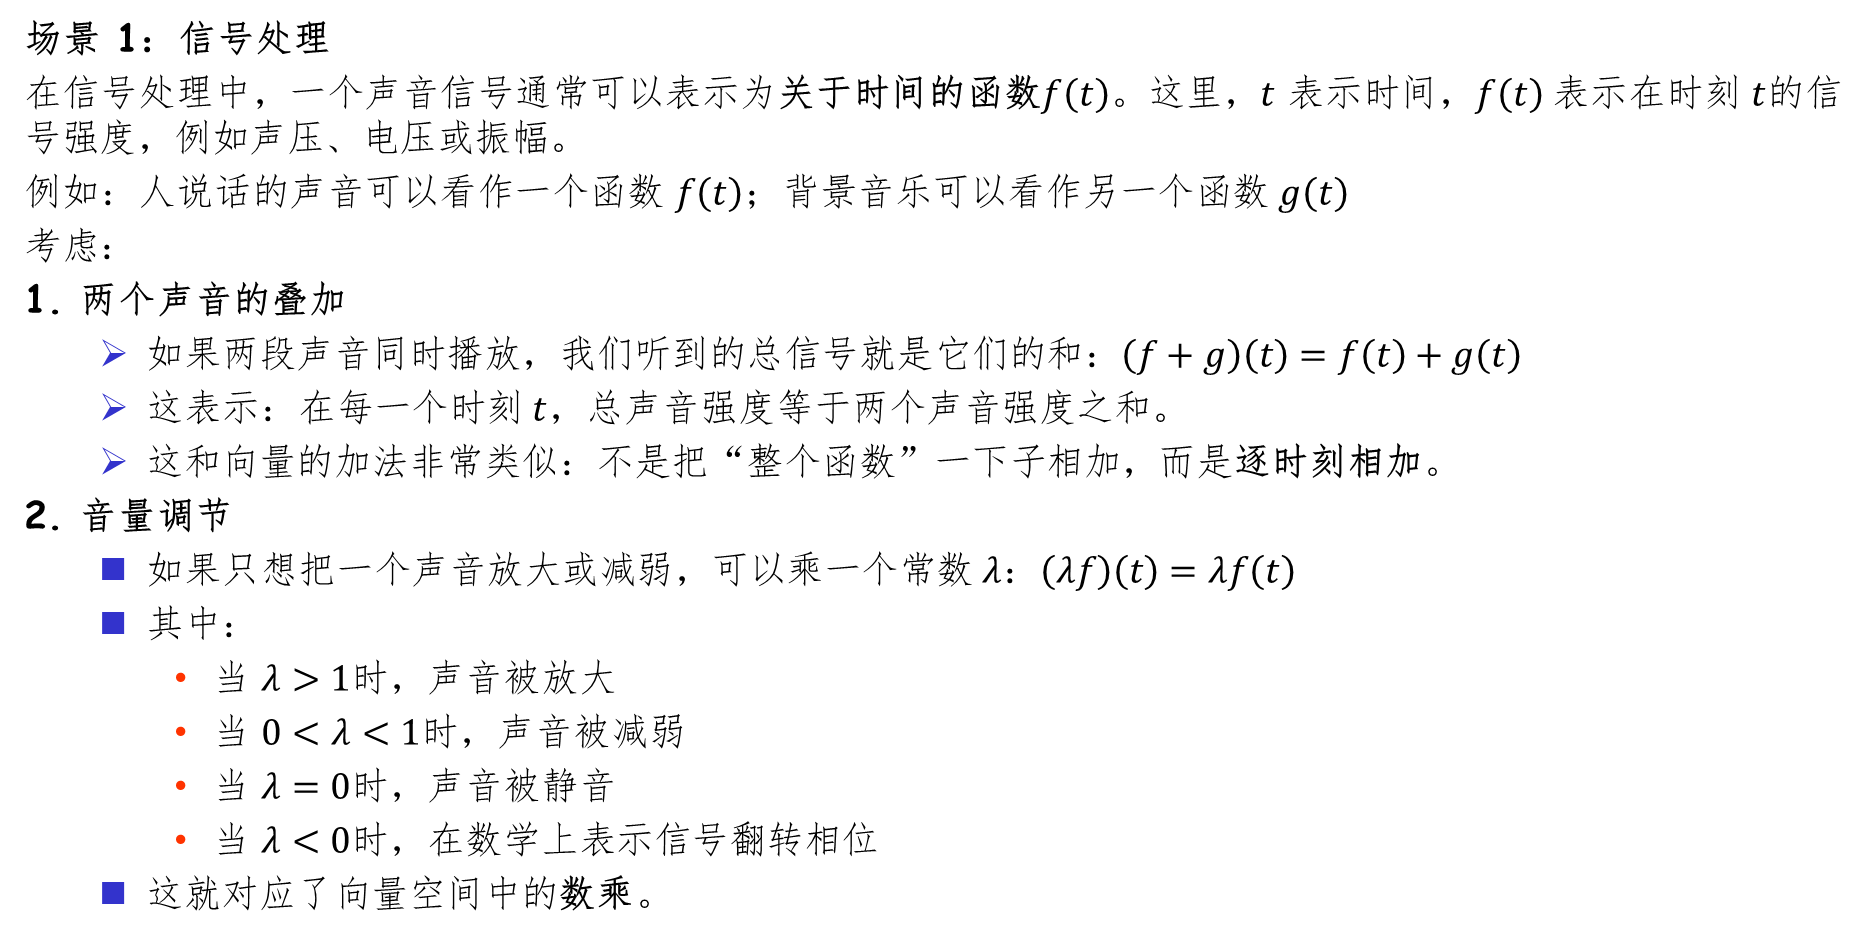 场景 1：信号处理
在信号处理中，一个声音信号通常可以表示为关于时间的函数f(t)。这里，t 表示时间，f(t) 表示在时刻 t的信
号强度，例如声压、电压或振幅。
例如：人说话的声音可以看作一个函数 f(t)；背景音乐可以看作另一个函数 g(t)
考虑：
1. 两个声音的叠加
➢ 如果两段声音同时播放，我们听到的总信号就是它们的和：(f + g)(t) = f(t) + g(t)
➢ 这表示：在每一个时刻 t，总声音强度等于两个声音强度之和。
➢ 这和向量的加法非常类似：不是把“整个函数”一下子相加，而是逐时刻相加。
2. 音量调节
■ 如果只想把一个声音放大或减弱，可以乘一个常数 λ：(λf)(t) = λf(t)
■ 其中：
• 当 λ > 1时，声音被放大
• 当 0 < λ < 1时，声音被减弱
• 当 λ = 0时，声音被静音
• 当 λ < 0时，在数学上表示信号翻转相位
■ 这就对应了向量空间中的数乘。